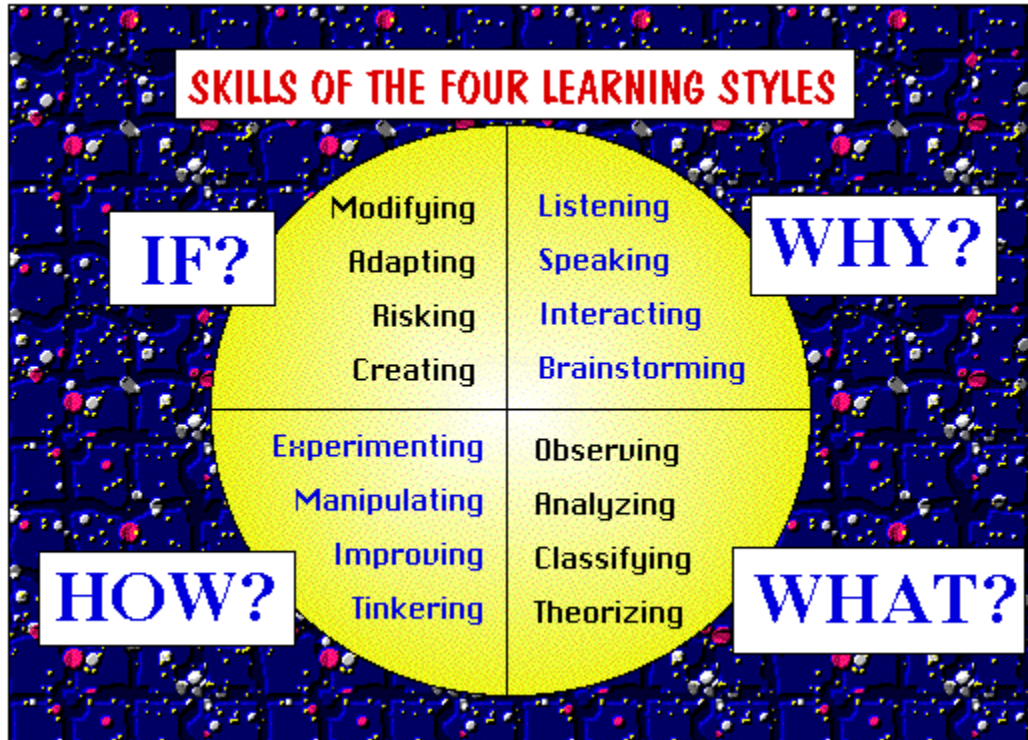 SKILLS OF THE FOUR LEARNING STYLES
IF?
Modifying
Adapting
Risking
Creating
WHY?
Listening
Speaking
Interacting
Brainstorming
HOW?
Experimenting
Manipulating
Improving
Tinkering
WHAT?
Observing
Analyzing
Classifying
Theorizing